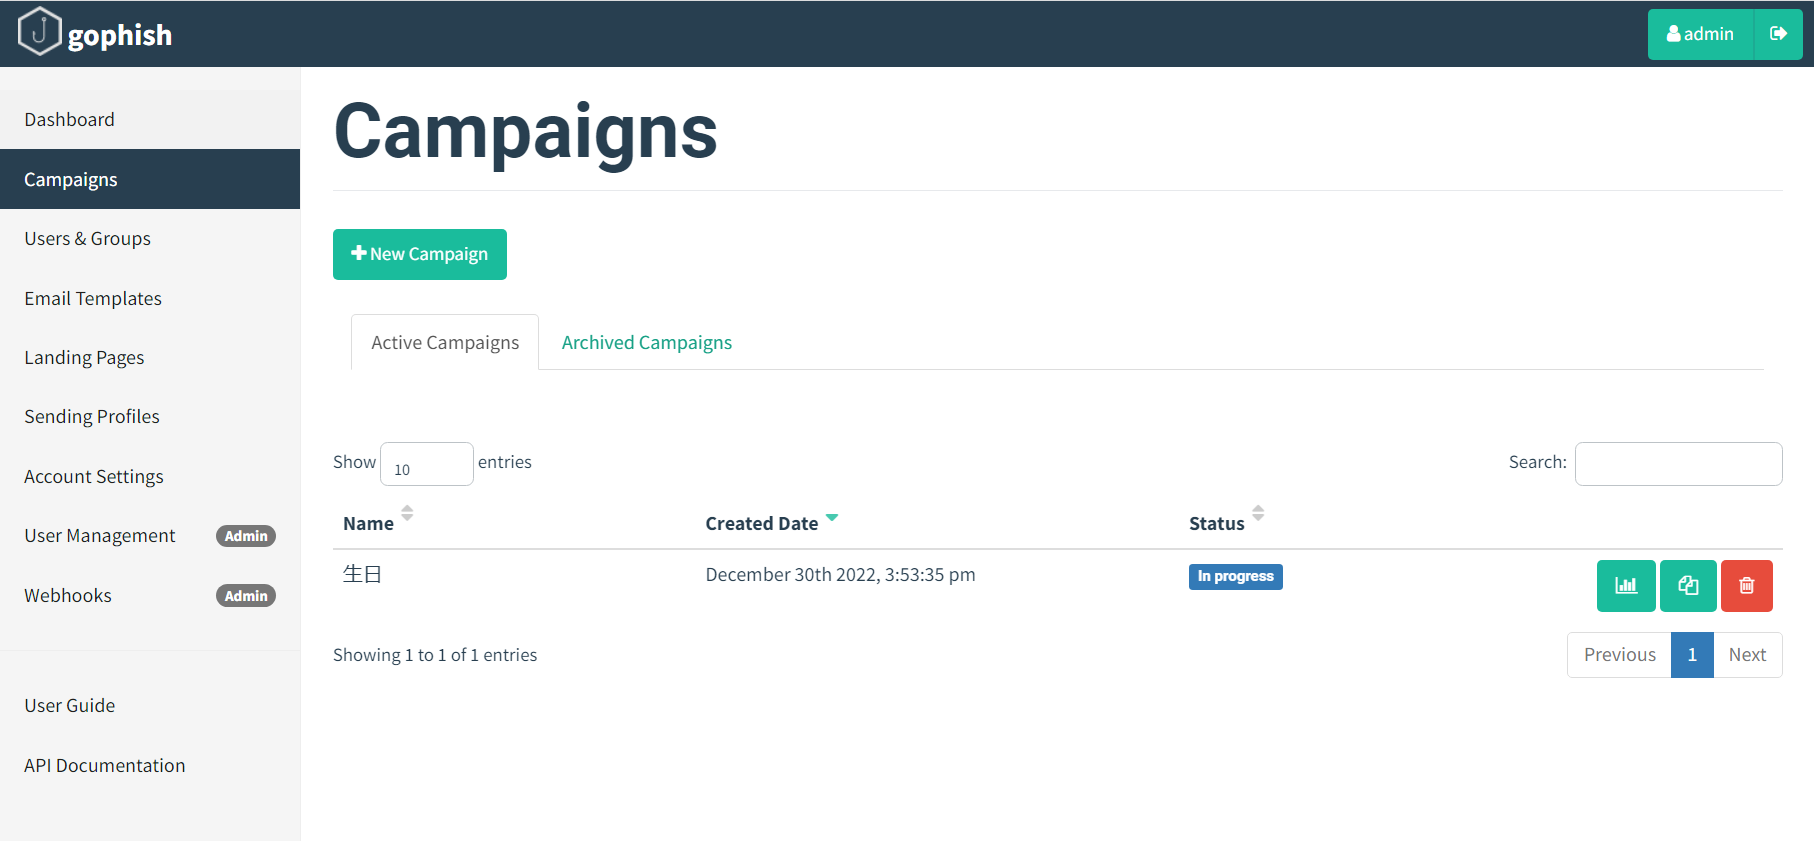 gophish
admin
Dashboard
Campaigns
Users & Groups
Email Templates
Landing Pages
Sending Profiles
Account Settings
User Management Admin
Webhooks Admin
User Guide
API Documentation
Campaigns
New Campaign
Active Campaigns Archived Campaigns
Show 10 entries Search:
Name Created Date Status
生日 December 30th 2022, 3:53:35 pm In progress
Showing 1 to 1 of 1 entries Previous 1 Next